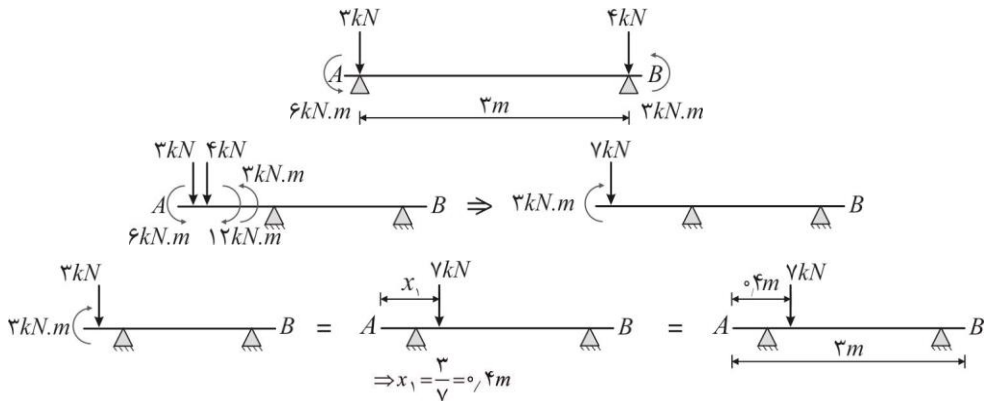 ۳kN ۴kN
A B
۶kN.m ۳m ۳kN.m
۳kN ۴kN ۳kN.m ۷kN
A B ⇒ ۳kN.m B
۶kN.m ۱۲kN.m
۳kN ۷kN ۷kN
x۱ ۰٫۴m
۳kN.m B = A B = A B
۳m
⇒x۱=۳/۷=۰٫۴m